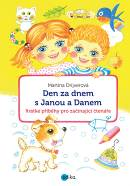 Martina Drijverová
Den za dnem
s Janou a Danem
Krátké příběhy pro začínající čtenáře
edika